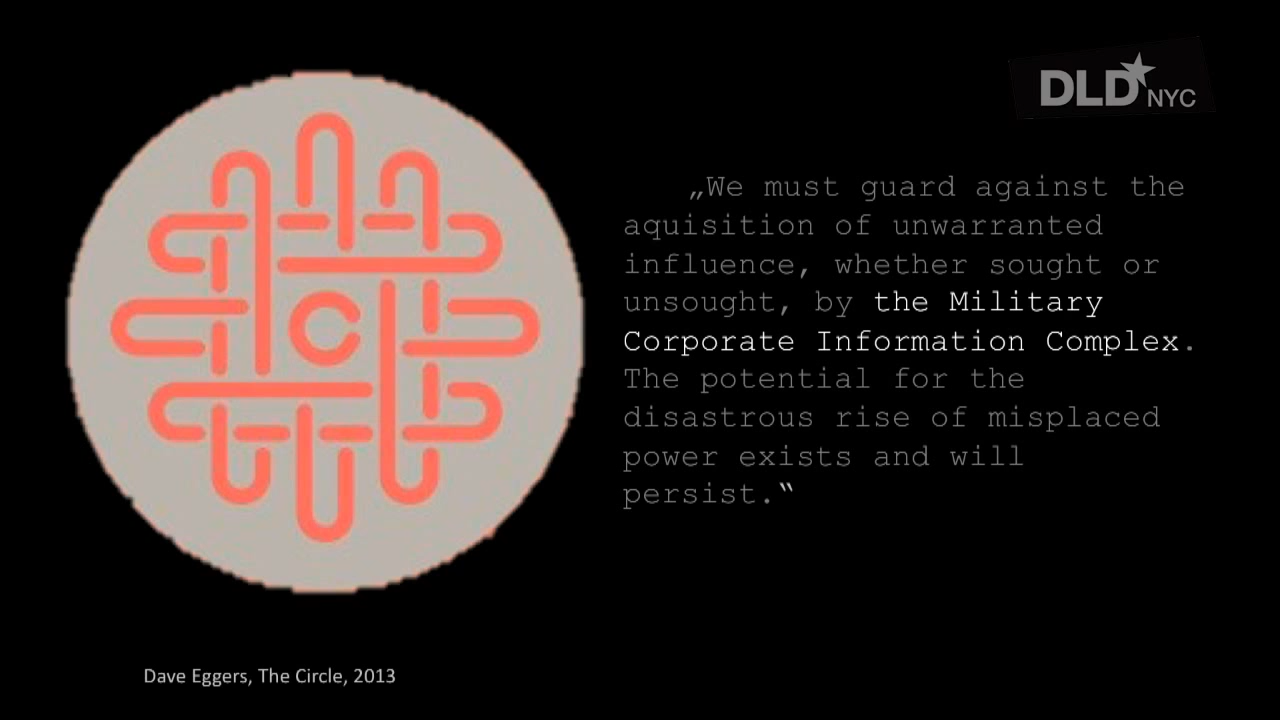 DLD NYC
„We must guard against the
aquisition of unwarranted
influence, whether sought or
unsought, by the Military
Corporate Information Complex.
The potential for the
disastrous rise of misplaced
power exists and will
persist.‟
C
Dave Eggers, The Circle, 2013